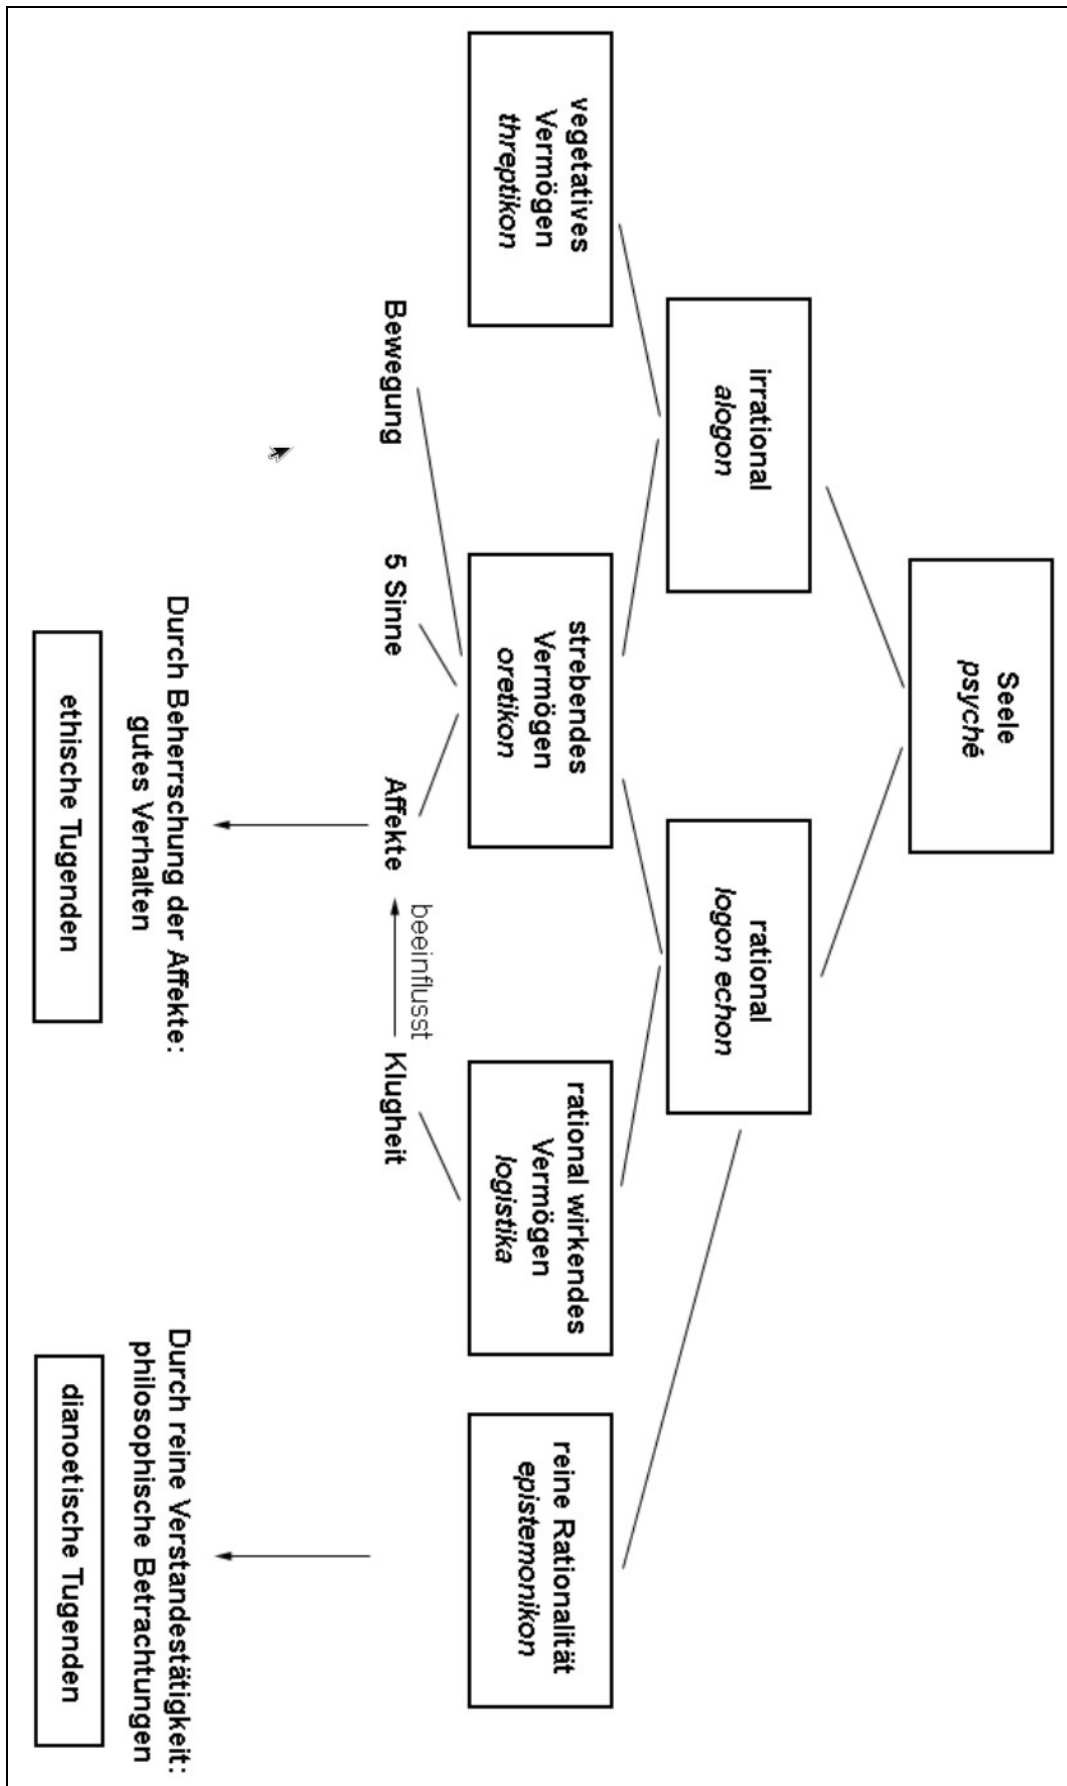 Seele
psyché
irrational
alogon
rational
logon echon
vegetatives
Vermögen
threptikon
strebendes
Vermögen
oretikon
rational wirkendes
Vermögen
logistika
reine Rationalität
epistemonikon
Bewegung
5 Sinne
Affekte
beeinflusst
Klugheit
Durch Beherrschung der Affekte:
gutes Verhalten
ethische Tugenden
Durch reine Verstandestätigkeit:
philosophische Betrachtungen
dianoetische Tugenden